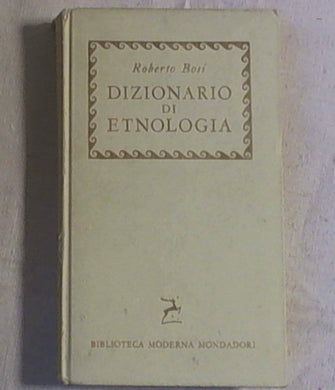 Roberto Bosi
DIZIONARIO
DI
ETNOLOGIA
BIBLIOTECA MODERNA MONDADORI